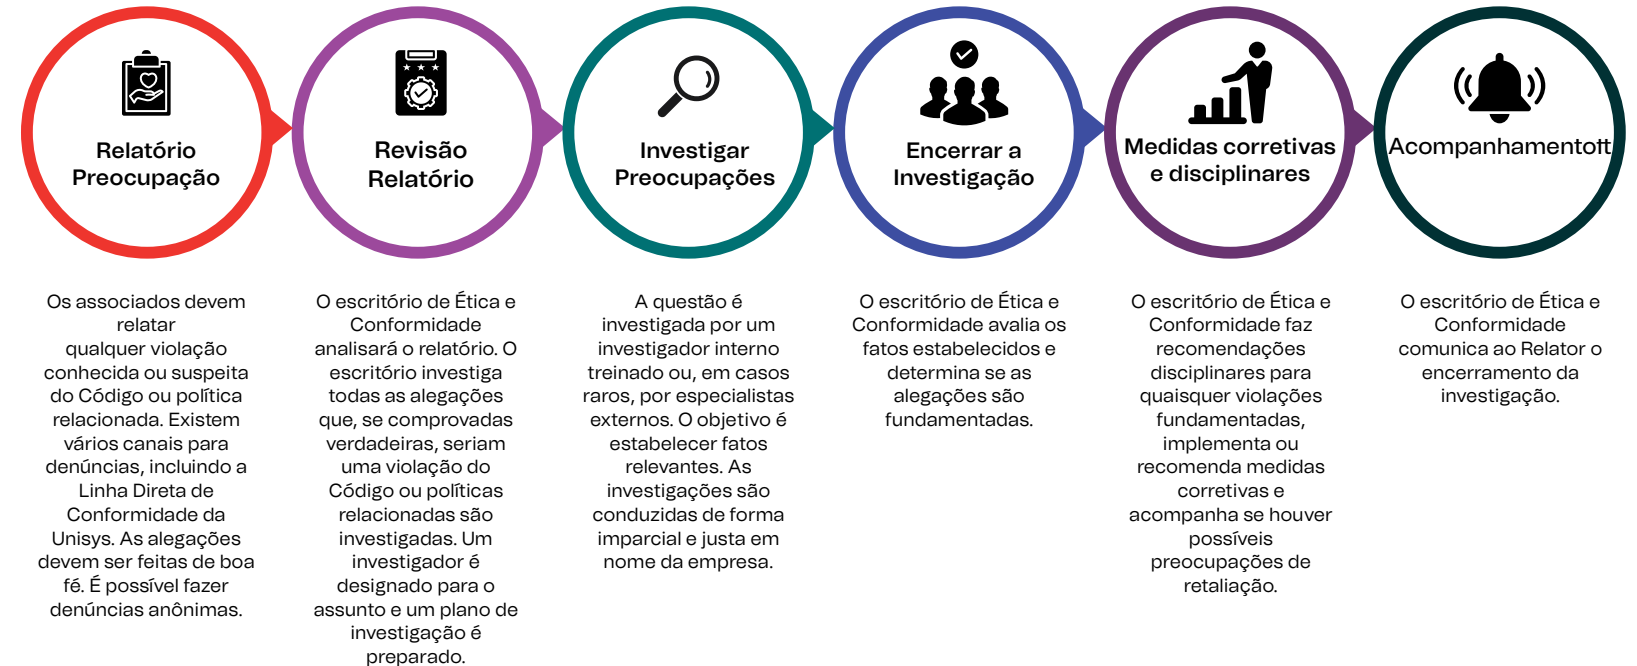 Relatório
Preocupação
Revisão
Relatório
Investigar
Preocupações
Encerrar a
Investigação
Medidas corretivas
e disciplinares
Acompanhamentott
Os associados devem
relatar
qualquer violação
conhecida ou suspeita
do Código ou política
relacionada. Existem
vários canais para
denúncias, incluindo a
Linha Direta de
Conformidade da
Unisys. As alegações
devem ser feitas de boa
fé. É possível fazer
denúncias anônimas.
O escritório de Ética e
Conformidade
analisará o relatório. O
escritório investiga
todas as alegações
que, se comprovadas
verdadeiras, seriam
uma violação do
Código ou políticas
relacionadas são
investigadas. Um
investigador é
designado para o
assunto e um plano de
investigação é
preparado.
A questão é
investigada por um
investigador interno
treinado ou, em casos
raros, por especialistas
externos. O objetivo é
estabelecer fatos
relevantes. As
investigações são
conduzidas de forma
imparcial e justa em
nome da empresa.
O escritório de Ética e
Conformidade avalia os
fatos estabelecidos e
determina se as
alegações são
fundamentadas.
O escritório de Ética e
Conformidade faz
recomendações
disciplinares para
quaisquer violações
fundamentadas,
implementa ou
recomenda medidas
corretivas e
acompanha se houver
possíveis
preocupações de
retaliação.
O escritório de Ética e
Conformidade
comunica ao Relator o
encerramento da
investigação.